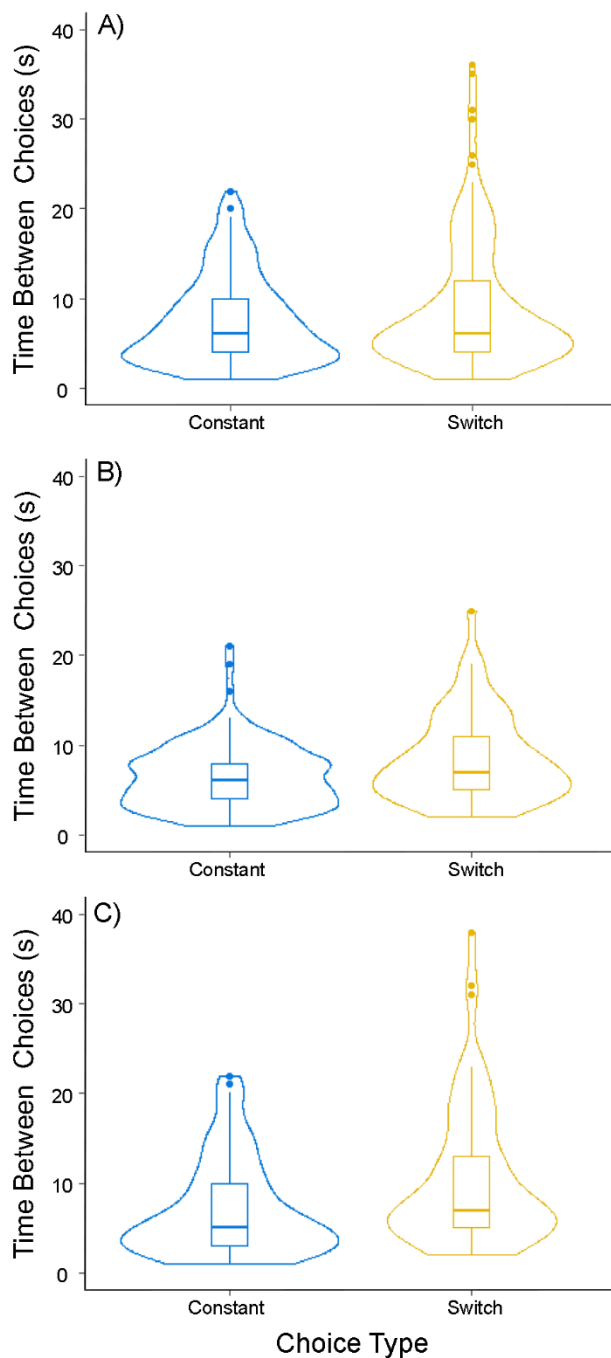 A)
Time Between Choices (s)
40
30
20
10
0
Constant
Switch
B)
Time Between Choices (s)
40
30
20
10
0
Constant
Switch
C)
Time Between Choices (s)
40
30
20
10
0
Constant
Switch
Choice Type